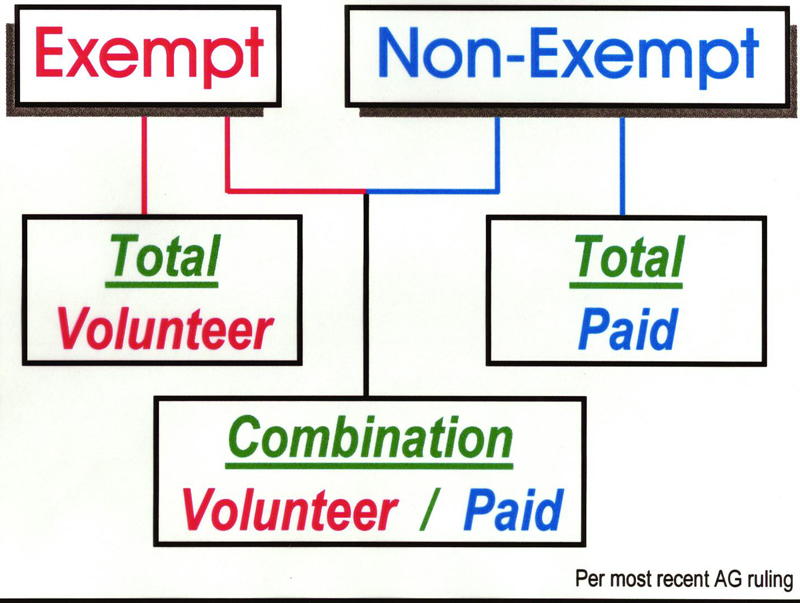 Exempt
Non-Exempt
Total
Volunteer
Total
Paid
Combination
Volunteer / Paid
Per most recent AG ruling